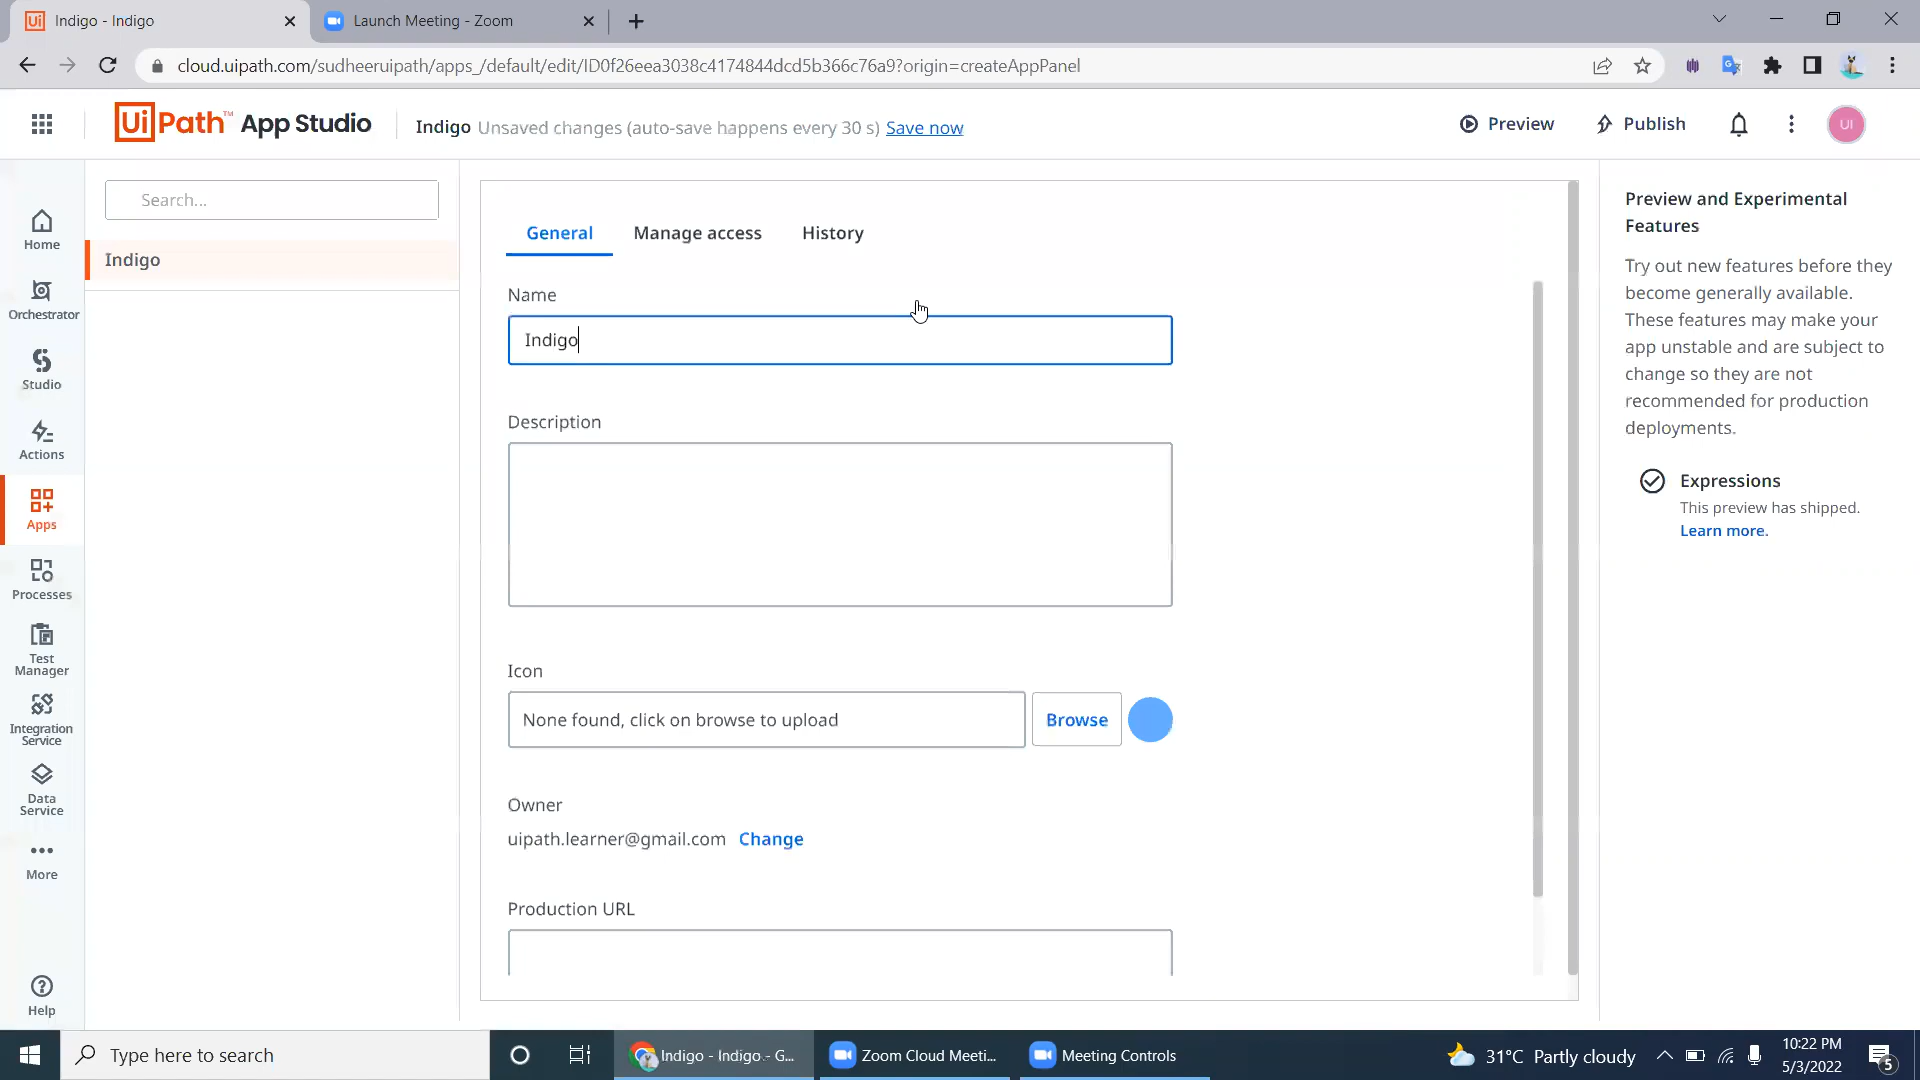 Indigo - Indigo
Launch Meeting - Zoom
cloud.uipath.com/sudheeruipath/apps_/default/edit/ID0f26eea3038c4174844dcd5b366c76a9?origin=createAppPanel
UiPath™ App Studio
Indigo Unsaved changes (auto-save happens every 30 s) Save now
Preview
Publish
UI
Home
Orchestrator
Studio
Actions
Apps
Processes
Test
Manager
Integration
Service
Data
Service
More
Help
Search...
Indigo
General
Manage access
History
Name
Indigo
Description
Icon
None found, click on browse to upload
Browse
Owner
uipath.learner@gmail.com Change
Production URL
Preview and Experimental
Features
Try out new features before they
become generally available.
These features may make your
app unstable and are subject to
change so they are not
recommended for production
deployments.
Expressions
This preview has shipped.
Learn more.
Type here to search
Indigo - Indigo - G...
Zoom Cloud Meeti...
Meeting Controls
31°C Partly cloudy
10:22 PM
5/3/2022
5